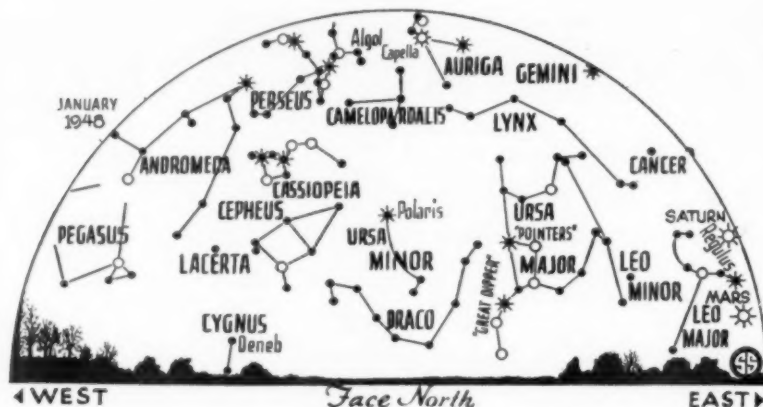 Algol
Capella
AURIGA
GEMINI
JANUARY
1948
PERSEUS
CAMELOPARDALIS
LYNX
ANDROMEDA
CASSIOPEIA
CANCER
CEPHEUS
Polaris
URSA
MINOR
URSA
"POINTERS"
MAJOR
PEGASUS
LACERTA
SATURN
Regulus
LEO
MINOR
MARS
LEO
MAJOR
DRACO
"GREAT DIPPER"
CYGNUS
Deneb
SS
WEST
Face North
EAST